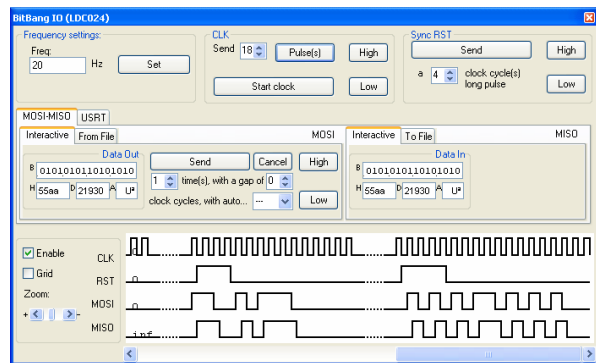 BitBang IO (LDC024)
Frequency settings:
Freq:
20 Hz Set
CLK
Send 18 Pulse(s) High
Start clock Low
Sync RST
Send High
a 4 clock cycle(s) long pulse Low
MOSI-MISO USRT
Interactive From File MOSI
Data Out
B 0101010110101010
H 55aa D 21930 A Uª
Send Cancel High
1 time(s), with a gap of 0
clock cycles, with auto... --- Low
Interactive To File MISO
Data In
B 0101010110101010
H 55aa D 21930 A Uª
Enable
Grid
Zoom:
+ -
CLK 0
RST 0
MOSI 0
MISO inf